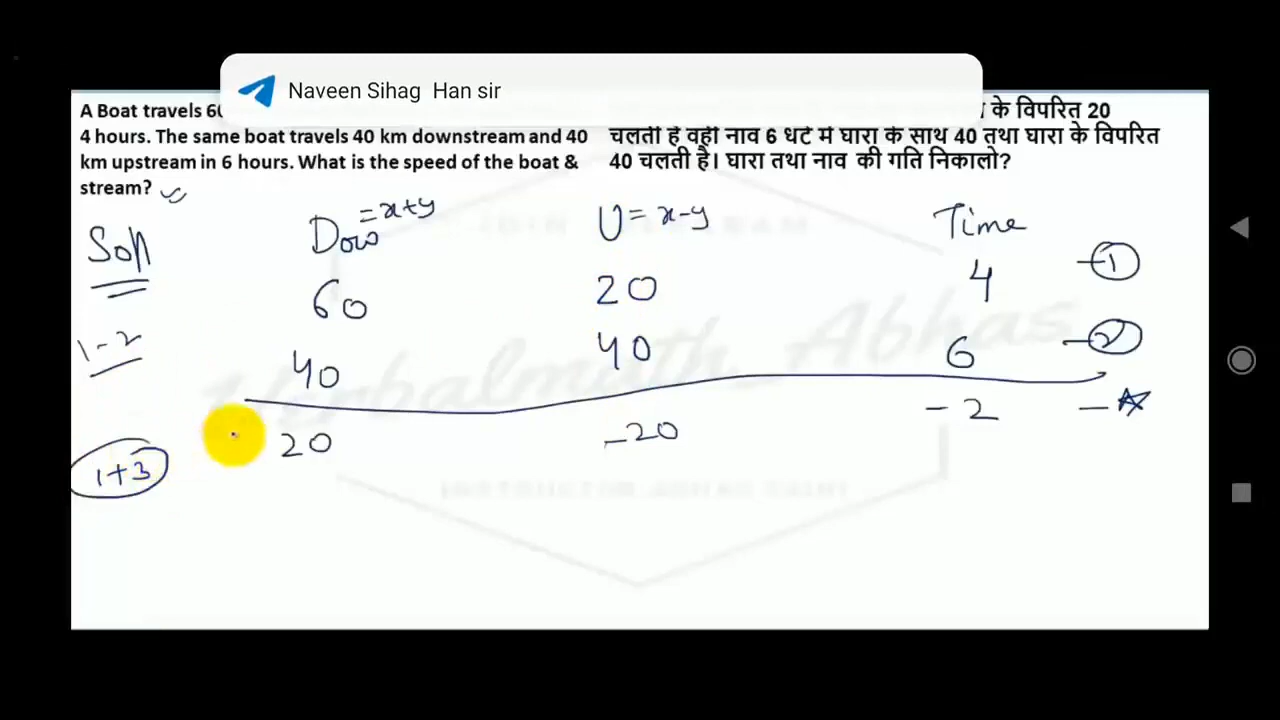 Naveen Sihag Han sir
A Boat travels 60
4 hours. The same boat travels 40 km downstream and 40
km upstream in 6 hours. What is the speed of the boat &
stream?
के विपरित 20
चलती है वही नाव 6 घंटे में घारा के साथ 40 तथा घारा के विपरित
40 चलती है। घारा तथा नाव की गति निकालो?
Soln
Dow = x+y
U = x-y
Time
60 20 4 -1
1-2
40 40 6 -2
20 -20 -2
1+3
Herbalmath Abhas